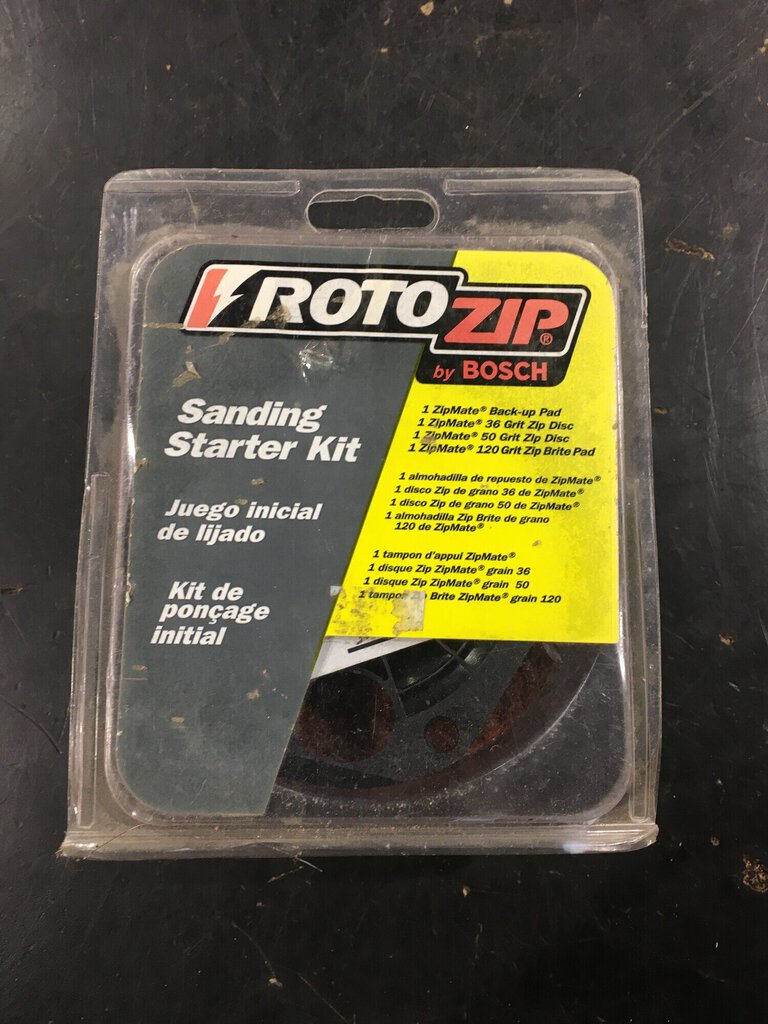 ROTOZIP®
by BOSCH
Sanding
Starter Kit
Juego inicial
de lijado
Kit de
ponçage
initial
1 ZipMate® Back-up Pad
1 ZipMate® 36 Grit Zip Disc
1 ZipMate® 50 Grit Zip Disc
1 ZipMate® 120 Grit Zip Brite Pad
1 almohadilla de repuesto de ZipMate®
1 disco Zip de grano 36 de ZipMate®
1 disco Zip de grano 50 de ZipMate®
1 almohadilla Zip Brite de grano
120 de ZipMate®
1 tampon d'appui ZipMate®
1 disque Zip ZipMate® grain 36
1 disque Zip ZipMate® grain 50
1 tampon Zip Brite ZipMate® grain 120